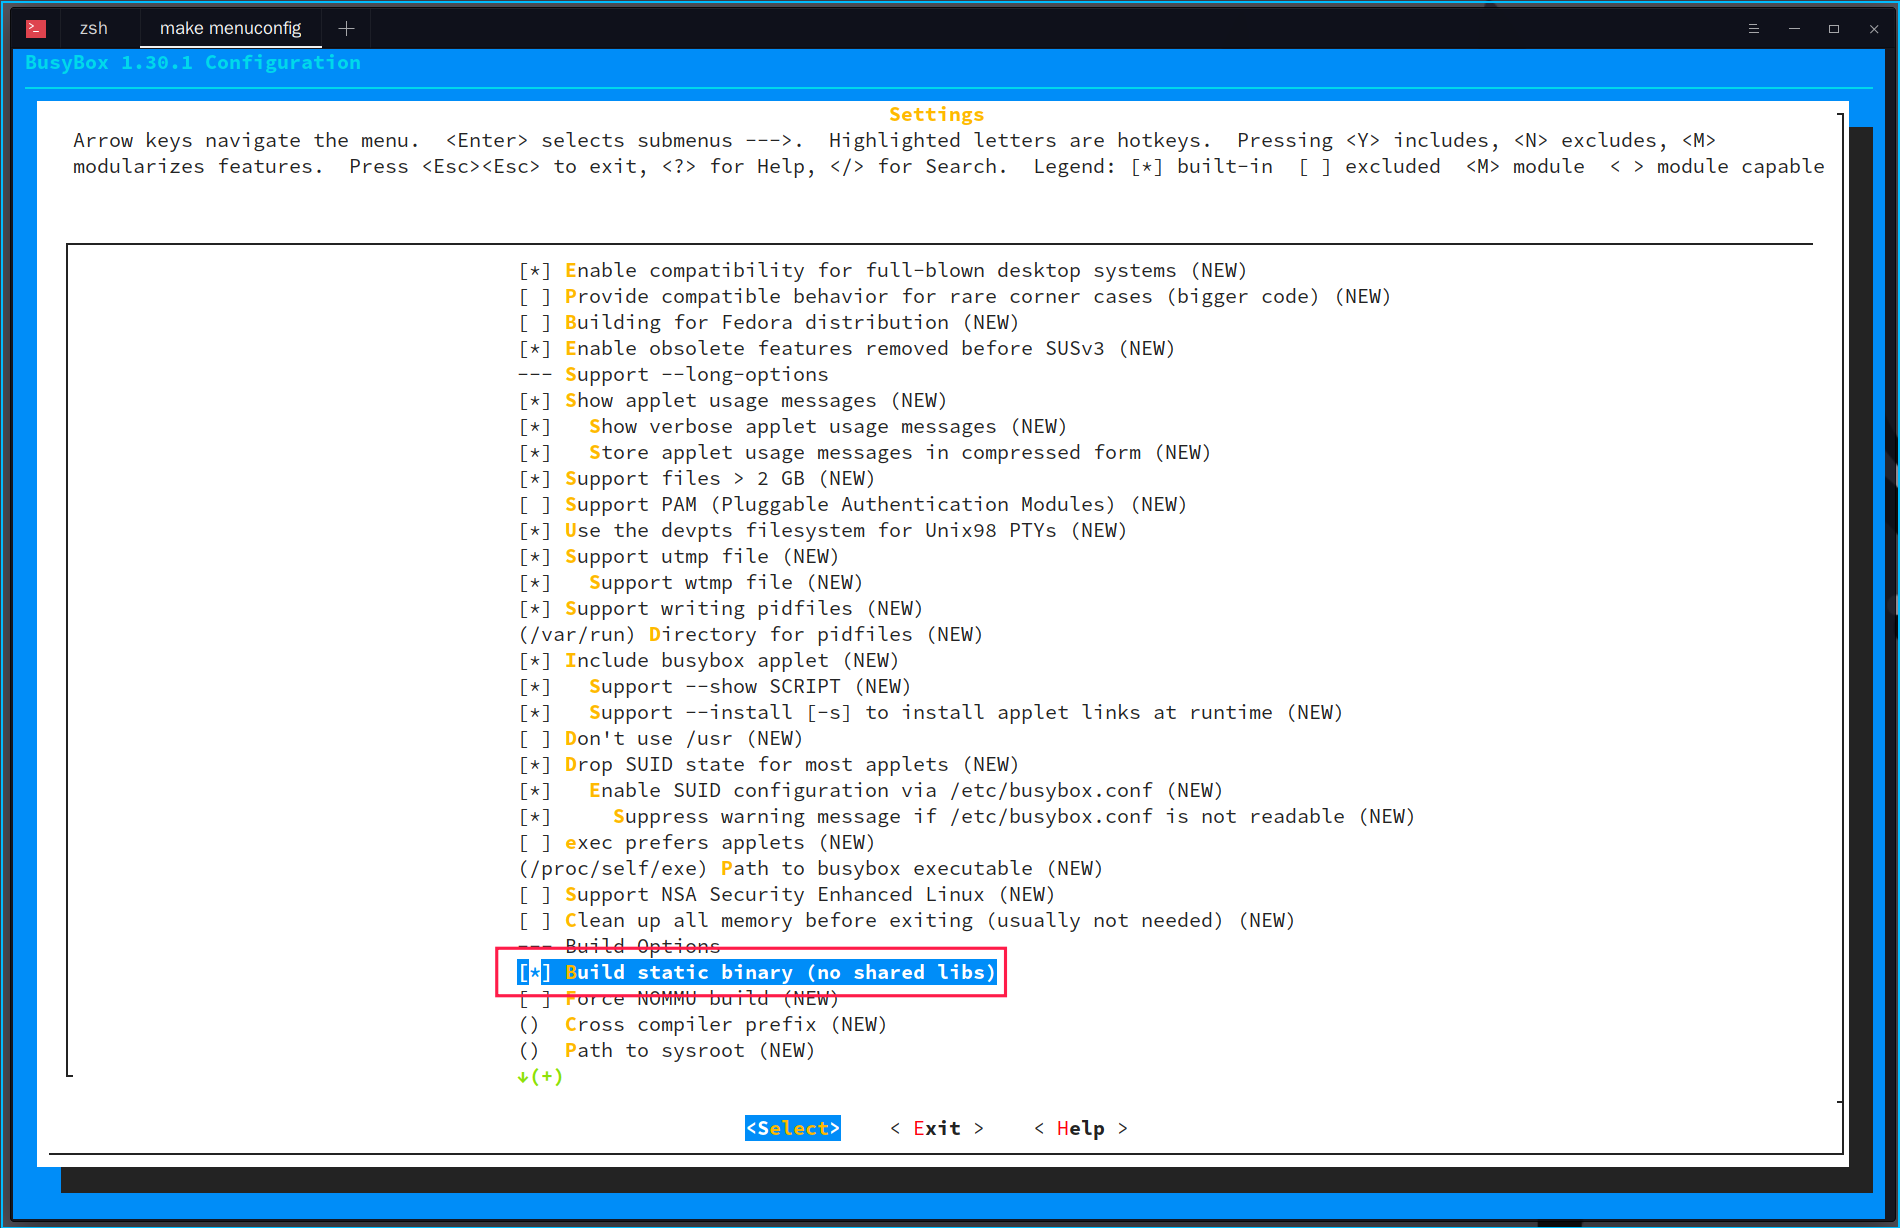 zsh
make menuconfig
BusyBox 1.30.1 Configuration
Settings
Arrow keys navigate the menu.  <Enter> selects submenus --->.  Highlighted letters are hotkeys.  Pressing <Y> includes, <N> excludes, <M>
modularizes features.  Press <Esc><Esc> to exit, <?> for Help, </> for Search.  Legend: [*] built-in  [ ] excluded  <M> module  < > module capable
[*] Enable compatibility for full-blown desktop systems (NEW)
[ ] Provide compatible behavior for rare corner cases (bigger code) (NEW)
[ ] Building for Fedora distribution (NEW)
[*] Enable obsolete features removed before SUSv3 (NEW)
--- Support --long-options
[*] Show applet usage messages (NEW)
[*]   Show verbose applet usage messages (NEW)
[*]   Store applet usage messages in compressed form (NEW)
[*] Support files > 2 GB (NEW)
[ ] Support PAM (Pluggable Authentication Modules) (NEW)
[*] Use the devpts filesystem for Unix98 PTYs (NEW)
[*] Support utmp file (NEW)
[*]   Support wtmp file (NEW)
[*] Support writing pidfiles (NEW)
(/var/run) Directory for pidfiles (NEW)
[*] Include busybox applet (NEW)
[*]   Support --show SCRIPT (NEW)
[*]   Support --install [-s] to install applet links at runtime (NEW)
[ ] Don't use /usr (NEW)
[*] Drop SUID state for most applets (NEW)
[*]   Enable SUID configuration via /etc/busybox.conf (NEW)
[*]     Suppress warning message if /etc/busybox.conf is not readable (NEW)
[ ] exec prefers applets (NEW)
(/proc/self/exe) Path to busybox executable (NEW)
[ ] Support NSA Security Enhanced Linux (NEW)
[ ] Clean up all memory before exiting (usually not needed) (NEW)
--- Build Options
[*] Build static binary (no shared libs)
[ ] Force NOMMU build (NEW)
()  Cross compiler prefix (NEW)
()  Path to sysroot (NEW)
↓(+)
<Select>    < Exit >    < Help >